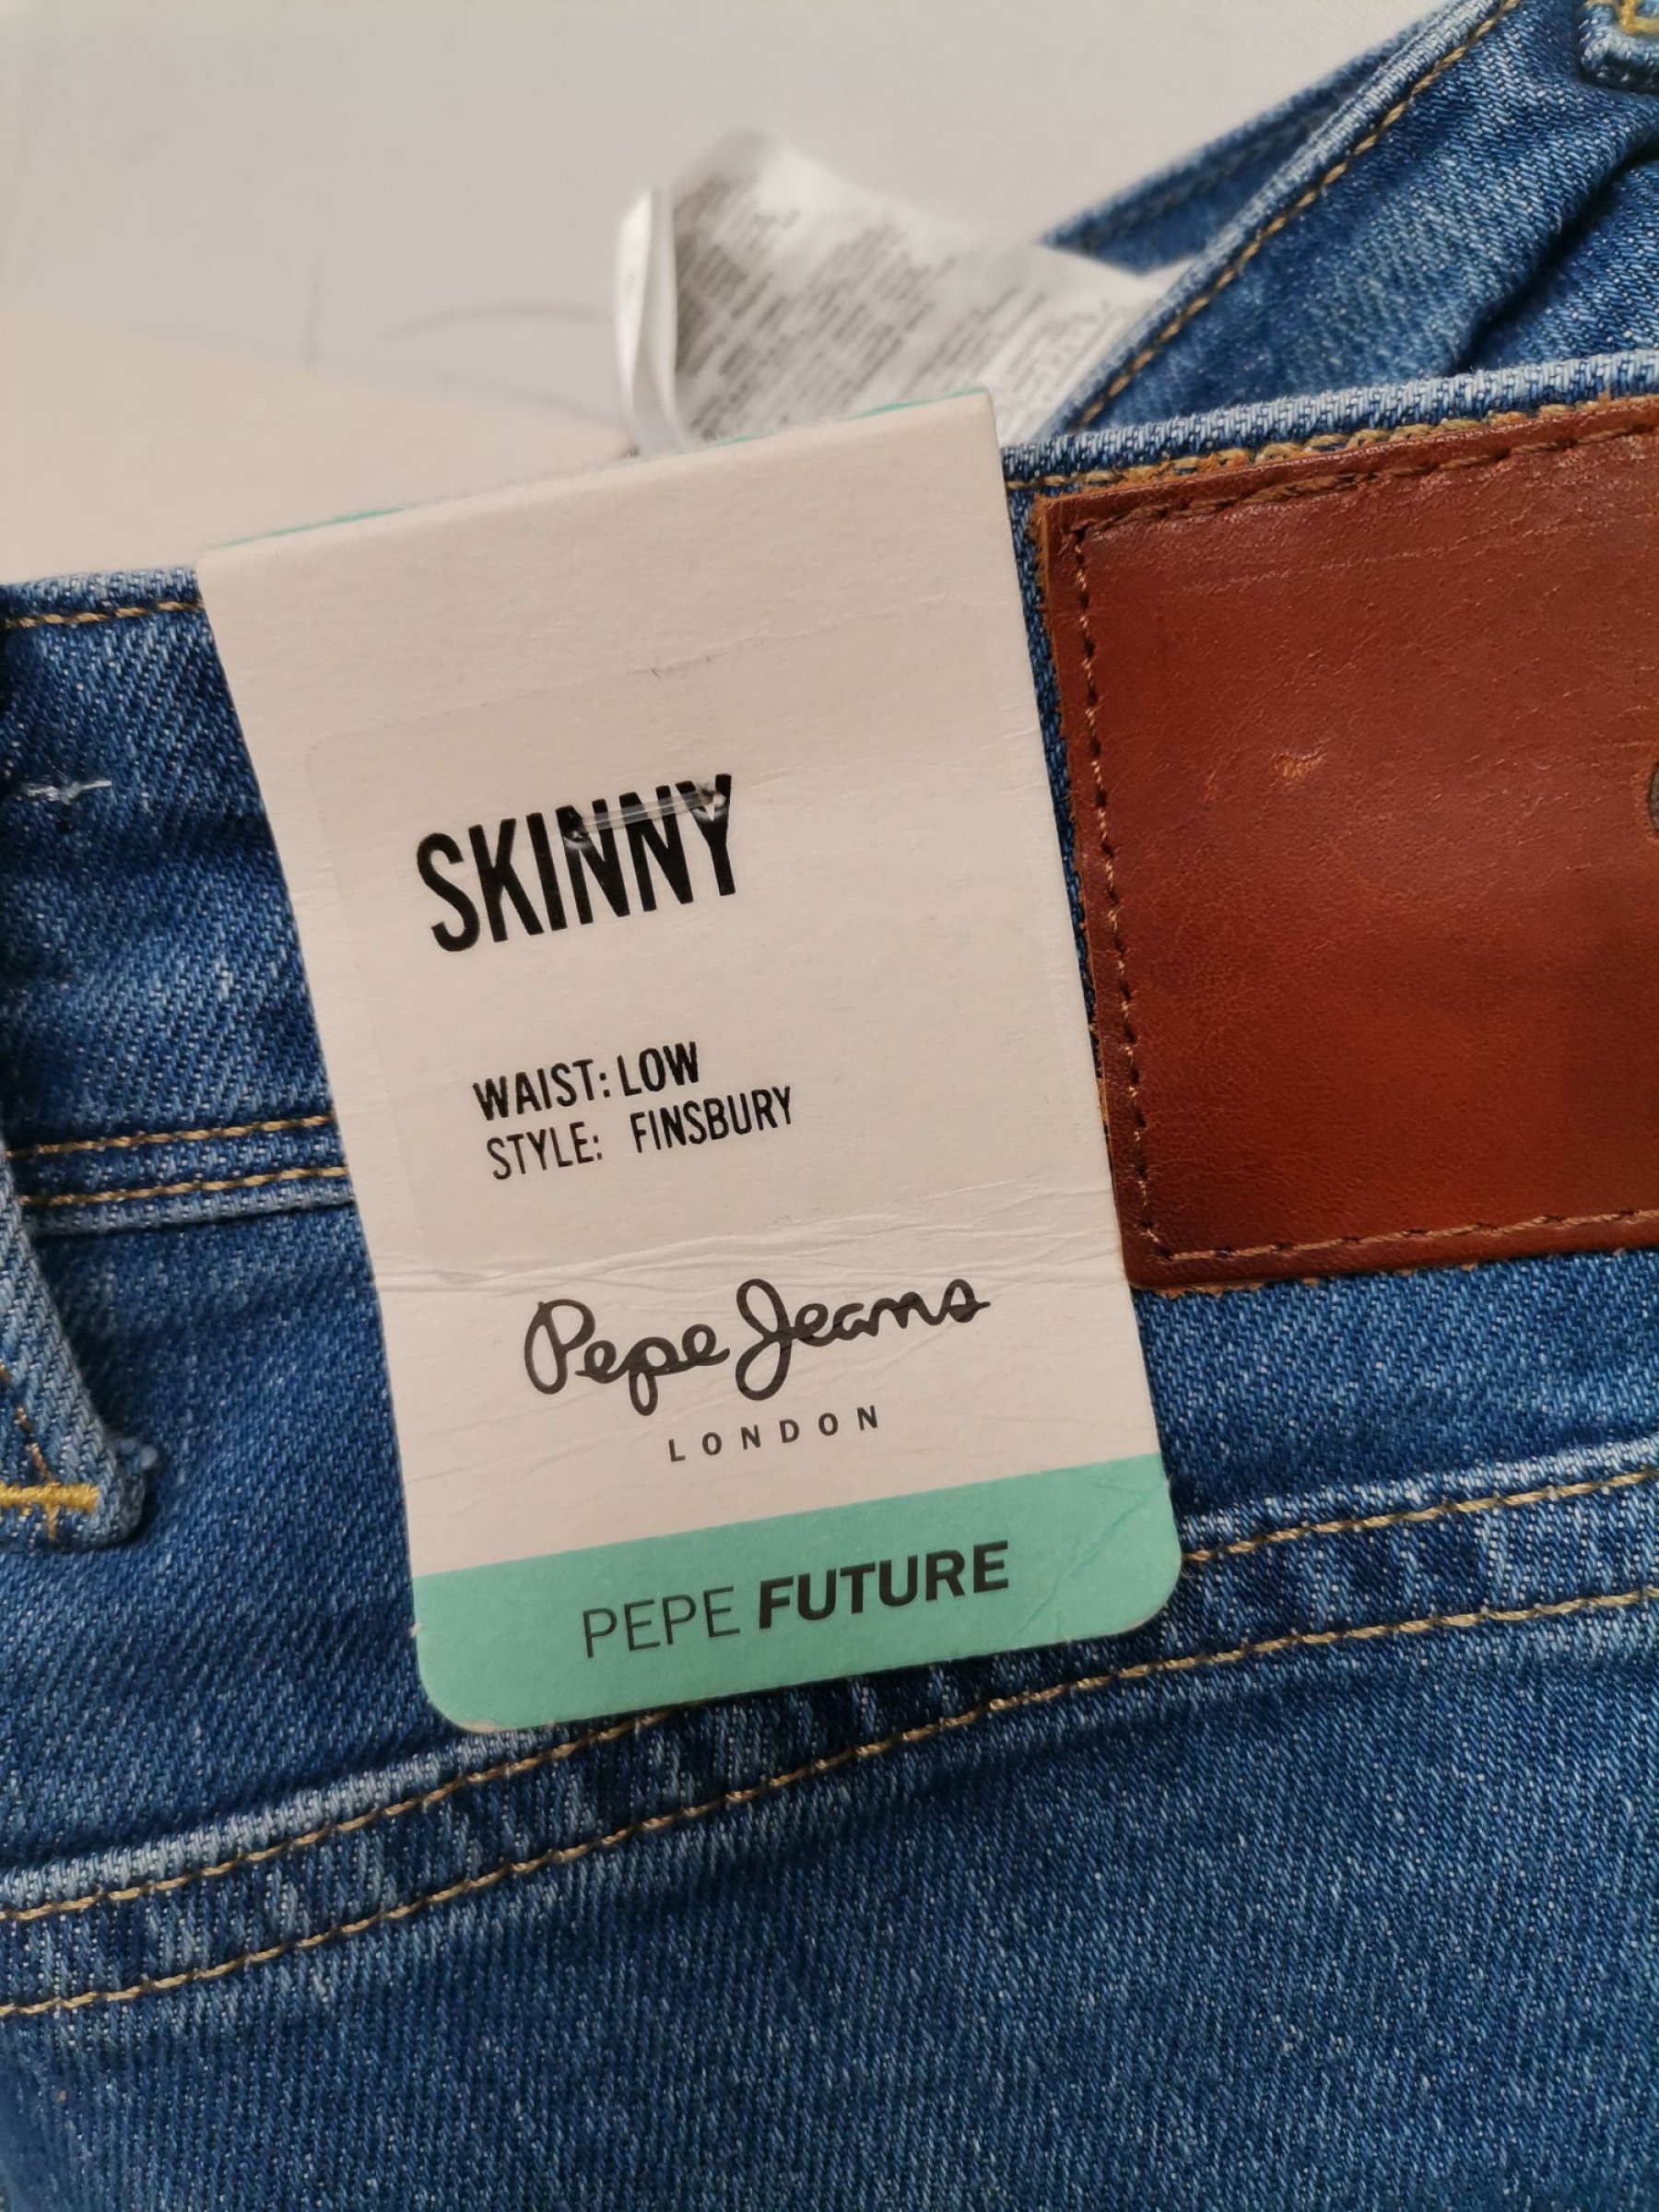 SKINNY
WAIST: LOW
STYLE: FINSBURY
Pepe Jeans
LONDON
PEPE FUTURE